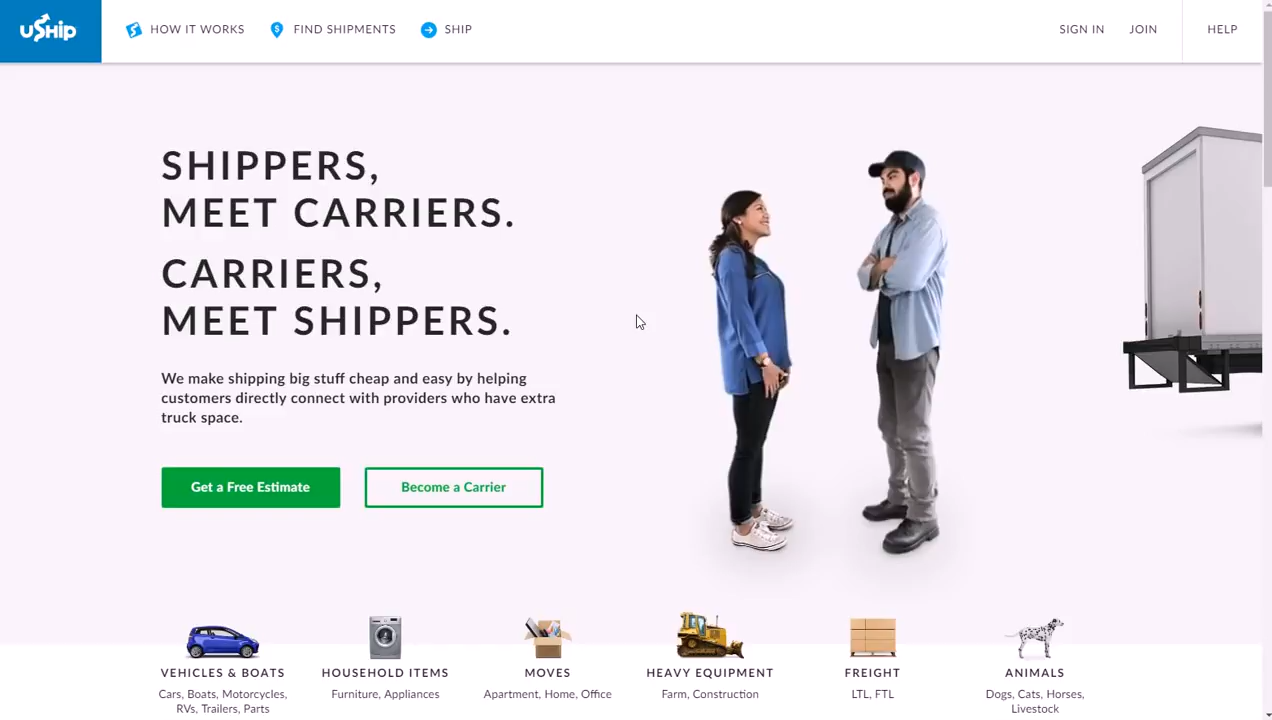 uship
HOW IT WORKS
FIND SHIPMENTS
SHIP
SIGN IN
JOIN
HELP
SHIPPERS,
MEET CARRIERS.
CARRIERS,
MEET SHIPPERS.
We make shipping big stuff cheap and easy by helping
customers directly connect with providers who have extra
truck space.
Get a Free Estimate
Become a Carrier
VEHICLES & BOATS
Cars, Boats, Motorcycles,
RVs, Trailers, Parts
HOUSEHOLD ITEMS
Furniture, Appliances
MOVES
Apartment, Home, Office
HEAVY EQUIPMENT
Farm, Construction
FREIGHT
LTL, FTL
ANIMALS
Dogs, Cats, Horses,
Livestock